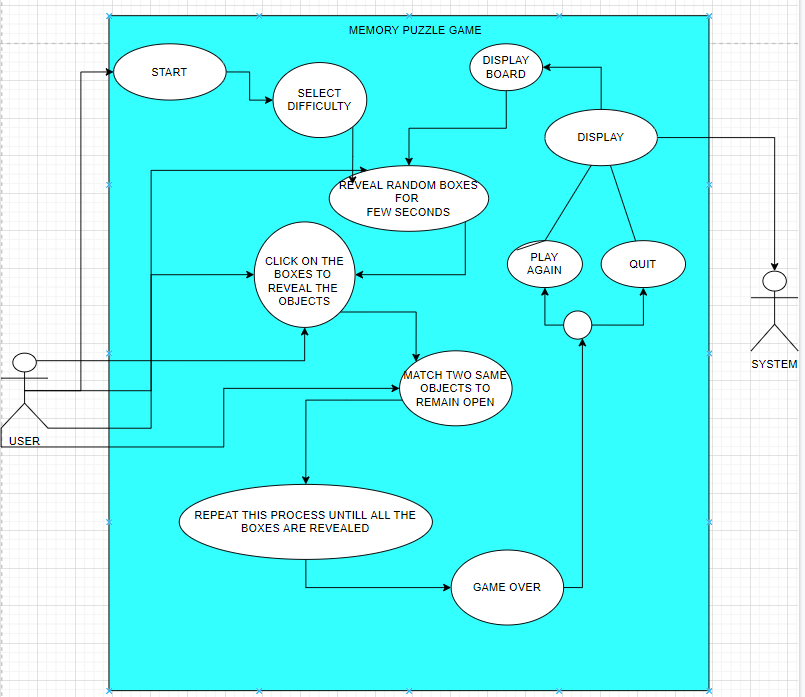 MEMORY PUZZLE GAME
START
SELECT
DIFFICULTY
DISPLAY
BOARD
DISPLAY
REVEAL RANDOM BOXES
FOR
FEW SECONDS
CLICK ON THE
BOXES TO
REVEAL THE
OBJECTS
PLAY
AGAIN
QUIT
SYSTEM
MATCH TWO SAME
OBJECTS TO
REMAIN OPEN
USER
REPEAT THIS PROCESS UNTILL ALL THE
BOXES ARE REVEALED
GAME OVER